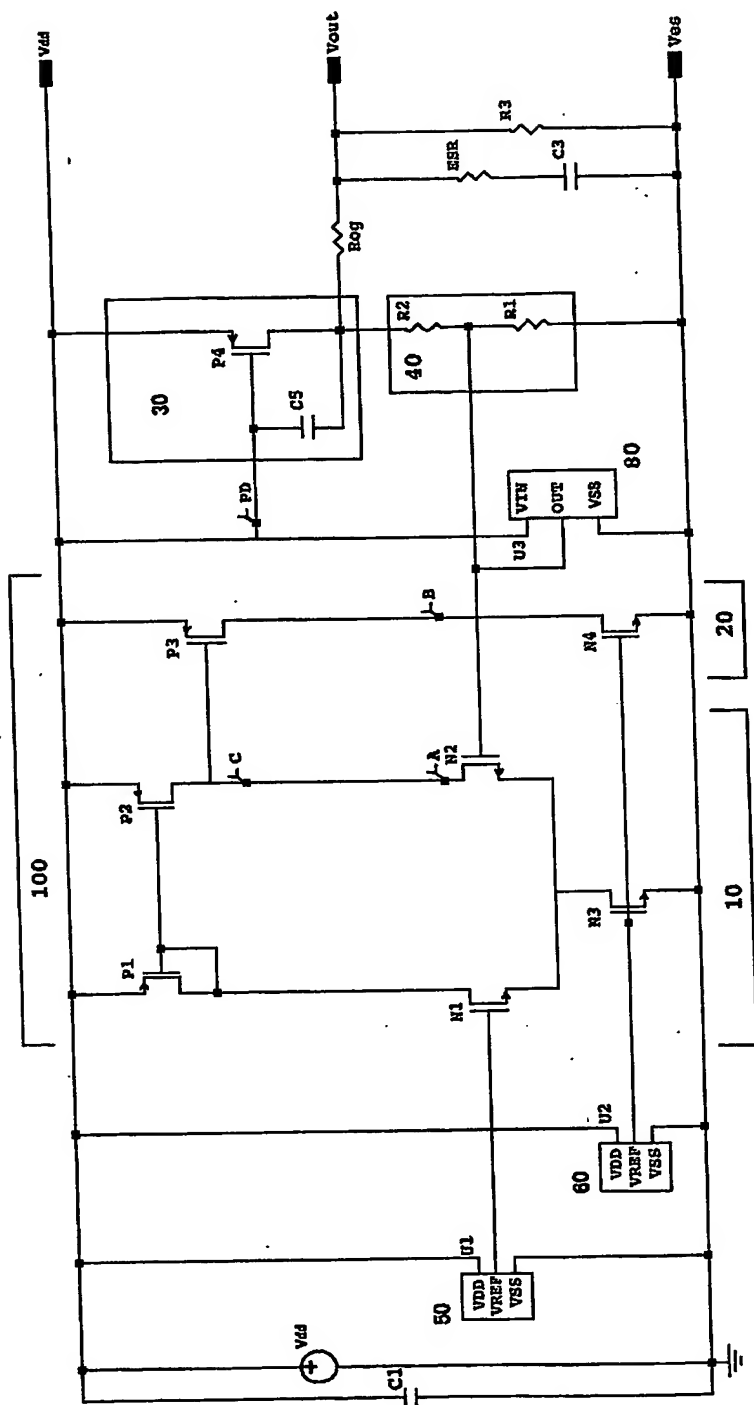 Vdd
Vout
Vss
100
30
P4
C5
PD
Rog
ESR
R3
C3
R2
R1
40
P1
P2
P3
C
A
B
N1
N2
N3
N4
U3
VIN
OUT
VSS
80
20
10
U1
VDD
VREF
VSS
50
U2
VDD
VREF
VSS
60
Vdd
+
C1